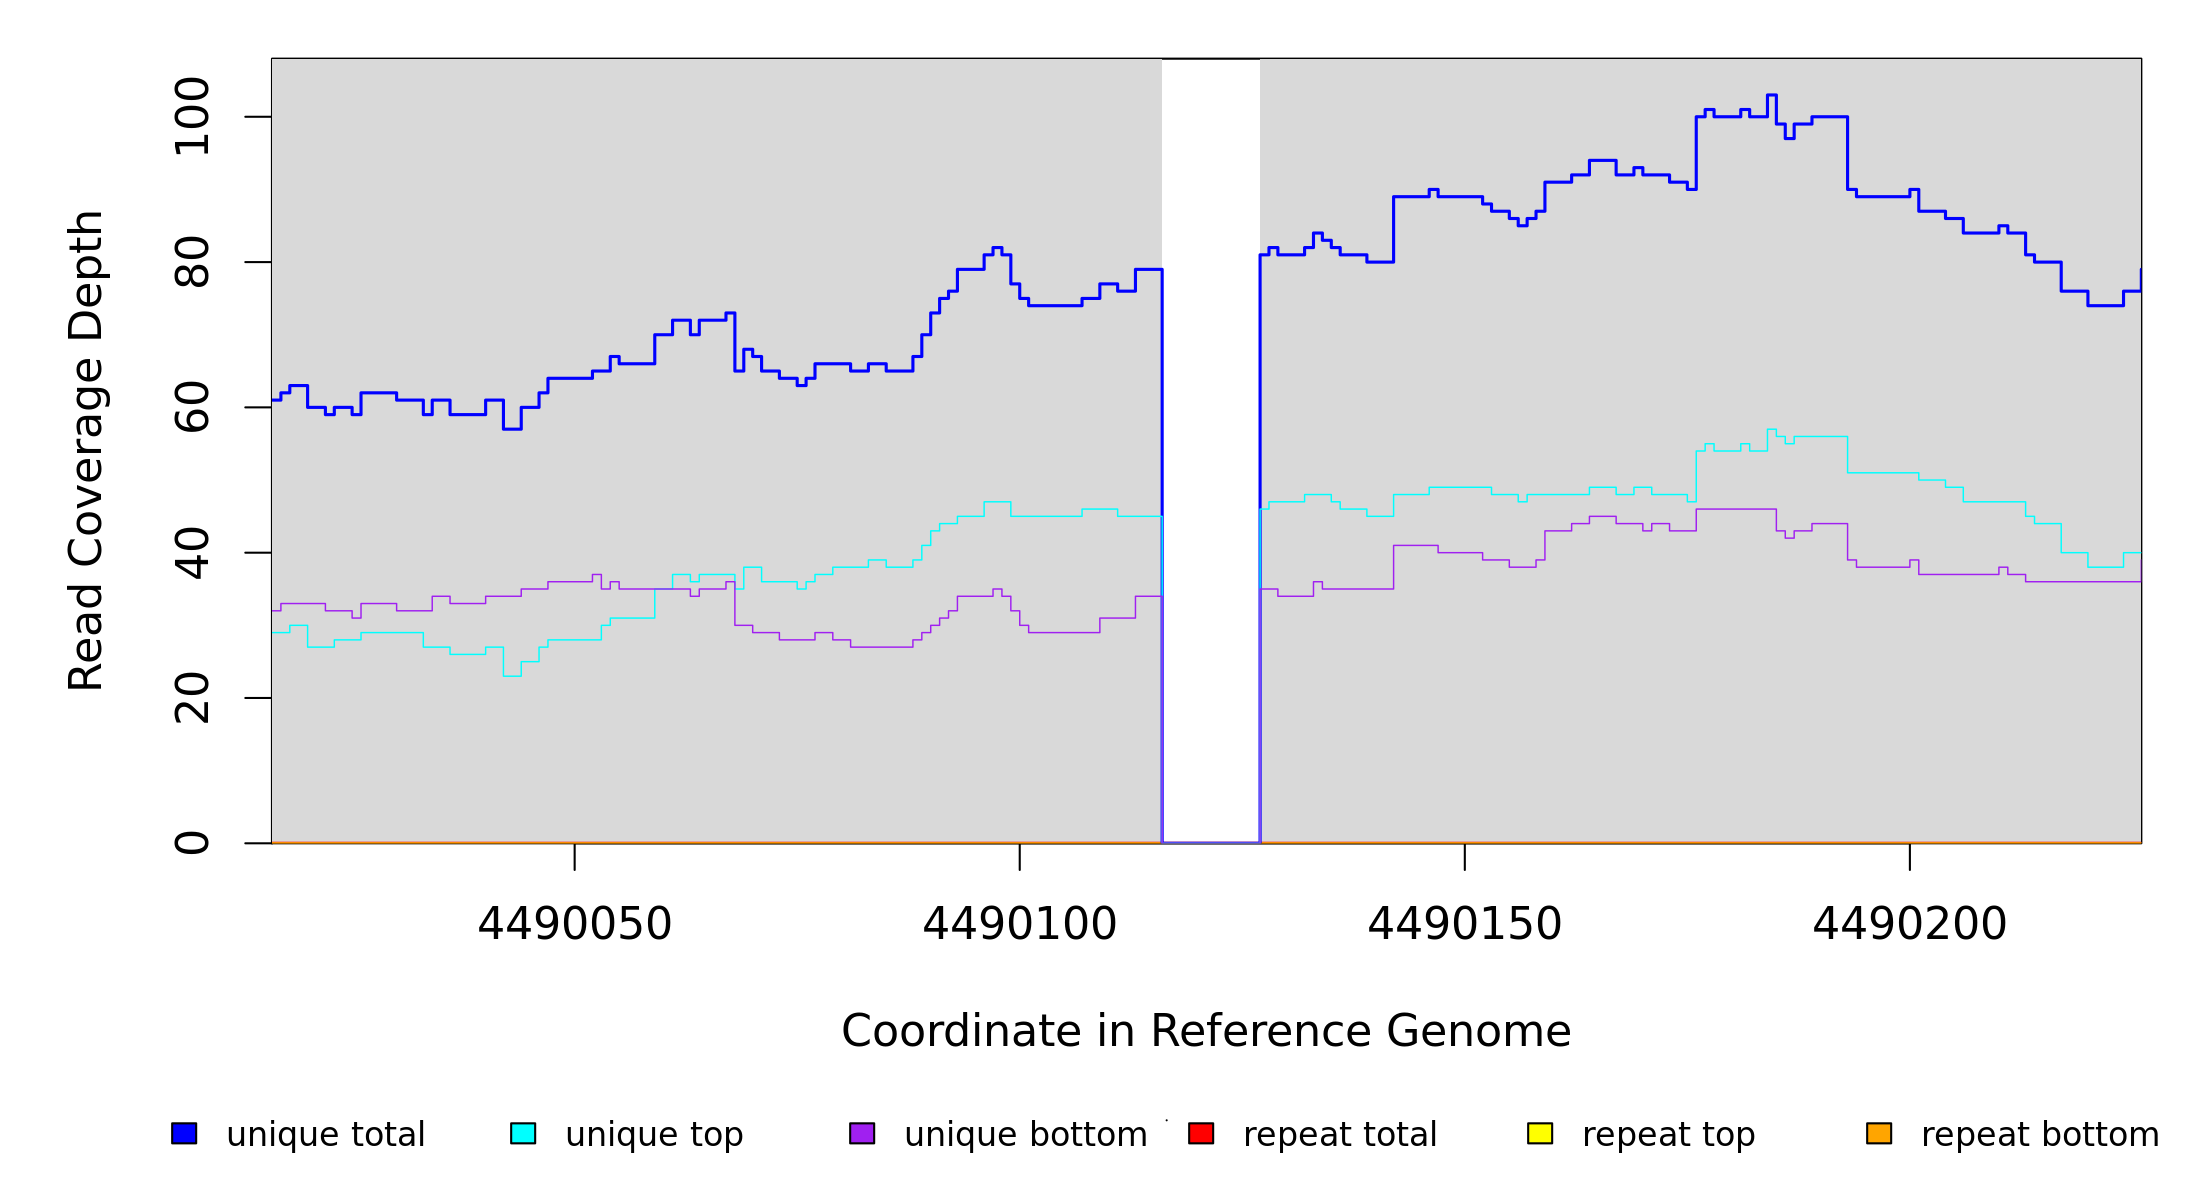 Read Coverage Depth
100
80
60
40
20
0
4490050 4490100 4490150 4490200
Coordinate in Reference Genome
unique total unique top unique bottom repeat total repeat top repeat bottom